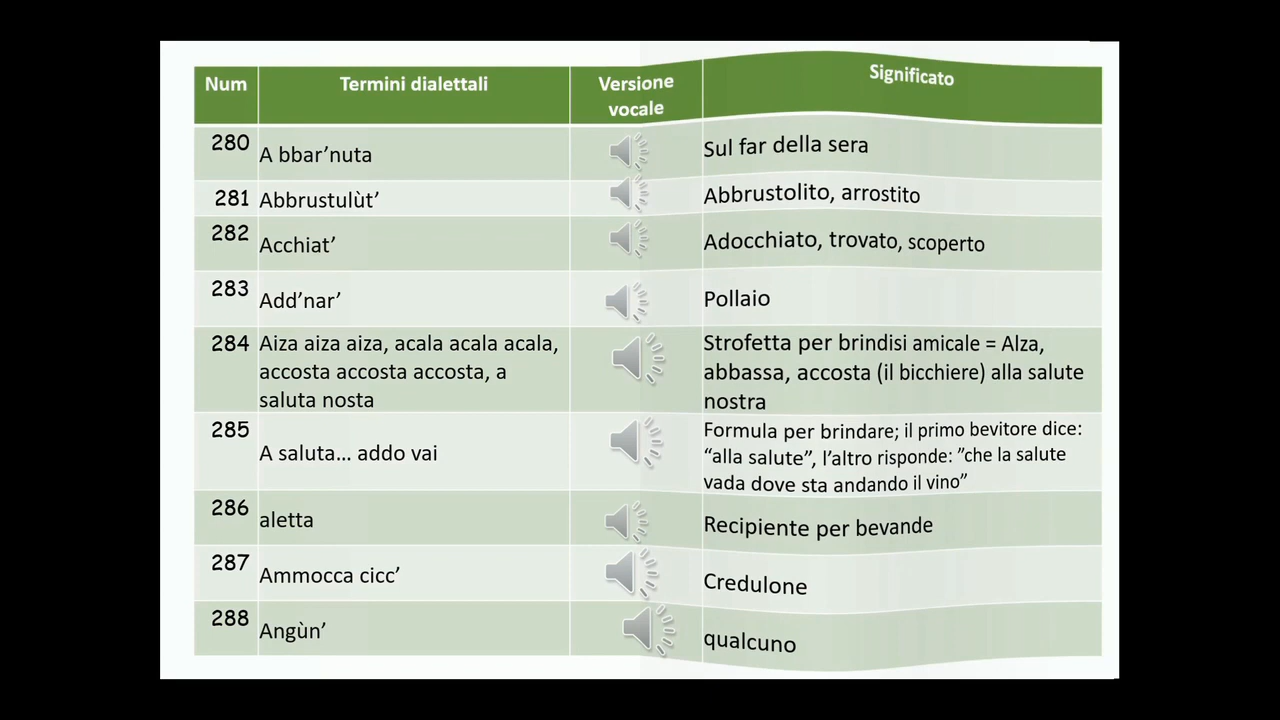 Num Termini dialettali Versione vocale Significato
280 A bbar’nuta Sul far della sera
281 Abbrustulùt’ Abbrustolito, arrostito
282 Acchiat’ Adocchiato, trovato, scoperto
283 Add’nar’ Pollaio
284 Aiza aiza aiza, acala acala acala,
accosta accosta accosta, a
saluta nosta
Strofetta per brindisi amicale = Alza,
abbassa, accosta (il bicchiere) alla salute
nostra
285 A saluta... addo vai
Formula per brindare; il primo bevitore dice:
“alla salute”, l’altro risponde: ”che la salute
vada dove sta andando il vino”
286 aletta Recipiente per bevande
287 Ammocca cicc’ Credulone
288 Angùn’ qualcuno